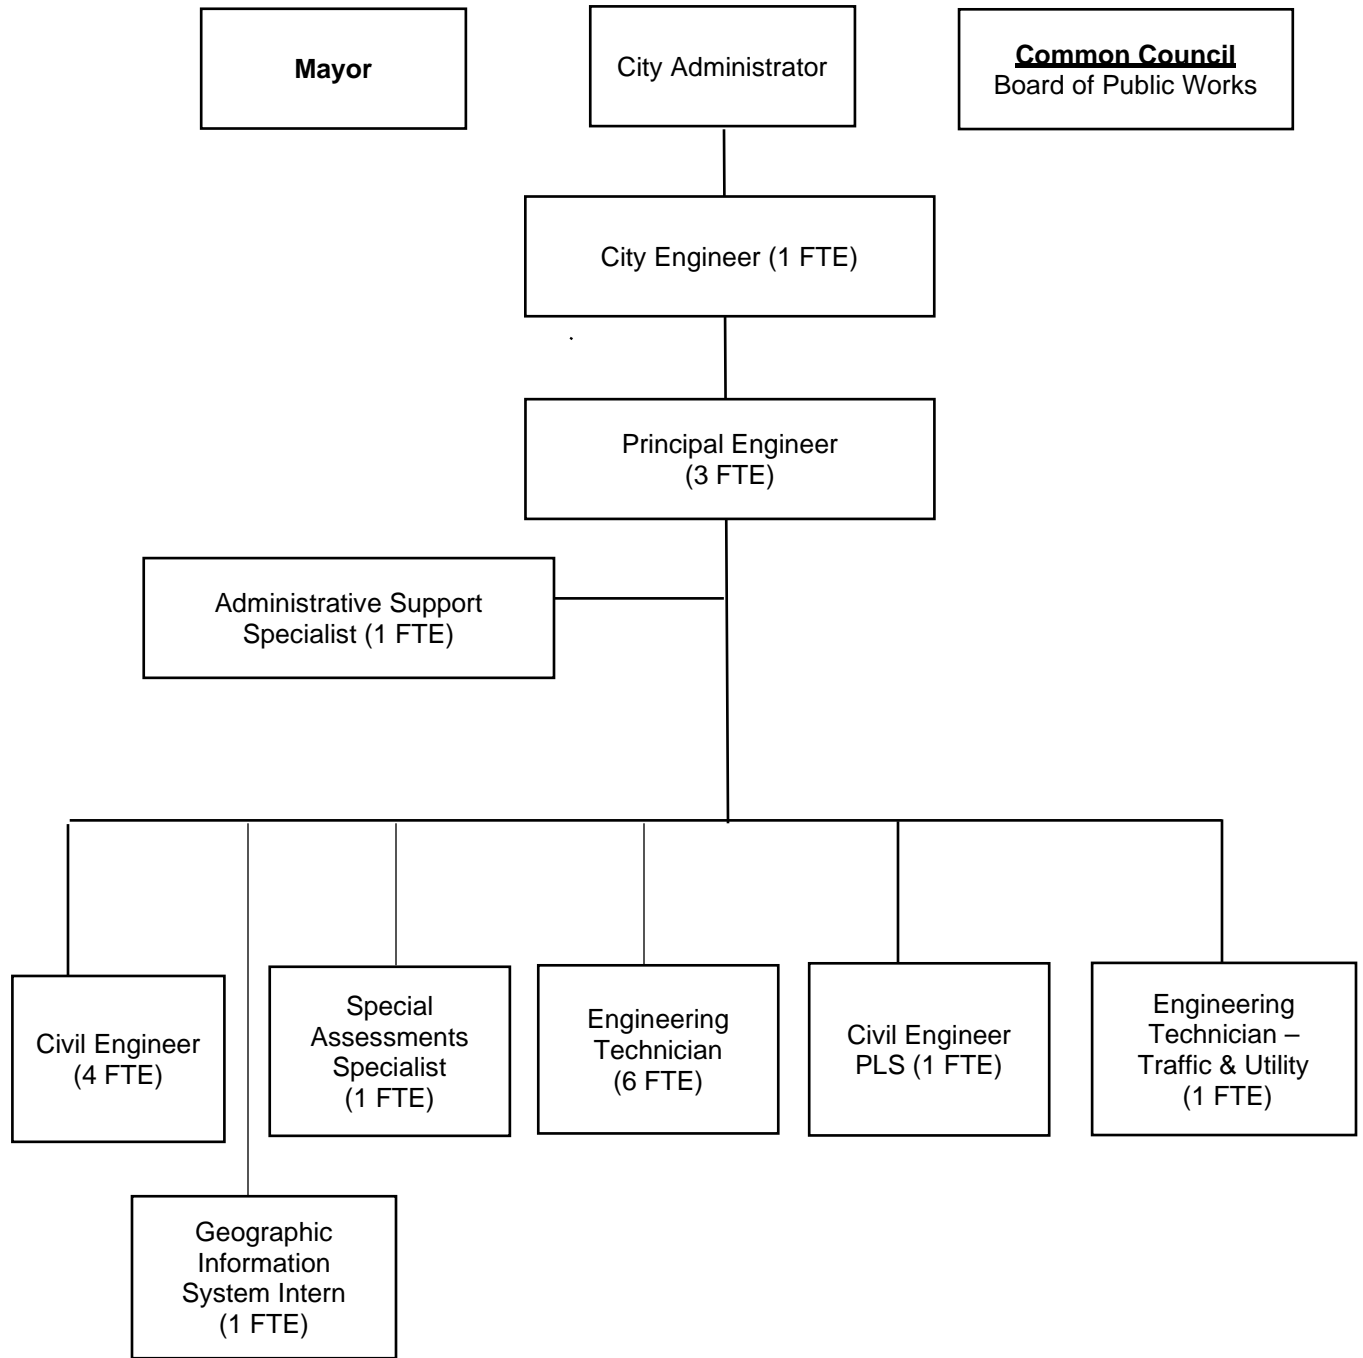 Mayor
City Administrator
Common Council
Board of Public Works
City Engineer (1 FTE)
.
Principal Engineer
(3 FTE)
Administrative Support
Specialist (1 FTE)
Civil Engineer
(4 FTE)
Special
Assessments
Specialist
(1 FTE)
Engineering
Technician
(6 FTE)
Civil Engineer
PLS (1 FTE)
Engineering
Technician –
Traffic & Utility
(1 FTE)
Geographic
Information
System Intern
(1 FTE)